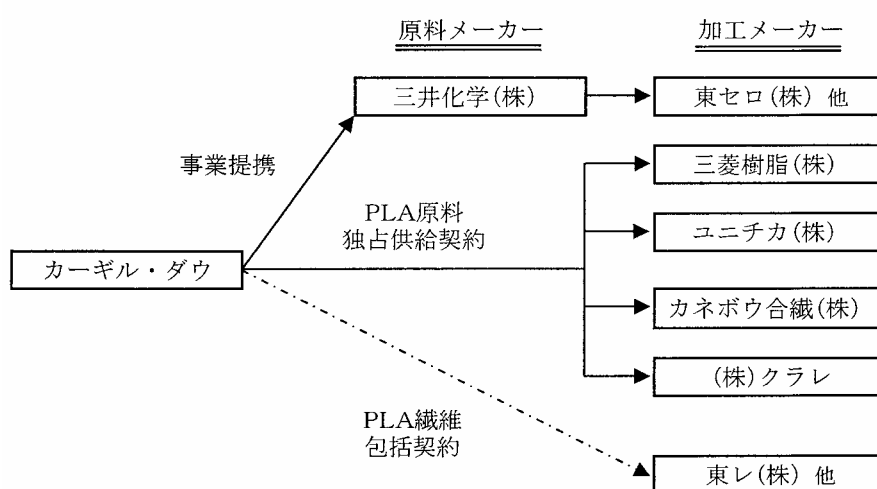 原料メーカー
加工メーカー
三井化学(株)
東セロ(株) 他
事業提携
三菱樹脂(株)
PLA原料
独占供給契約
ユニチカ(株)
カーギル・ダウ
カネボウ合繊(株)
(株)クラレ
PLA繊維
包括契約
東レ(株) 他